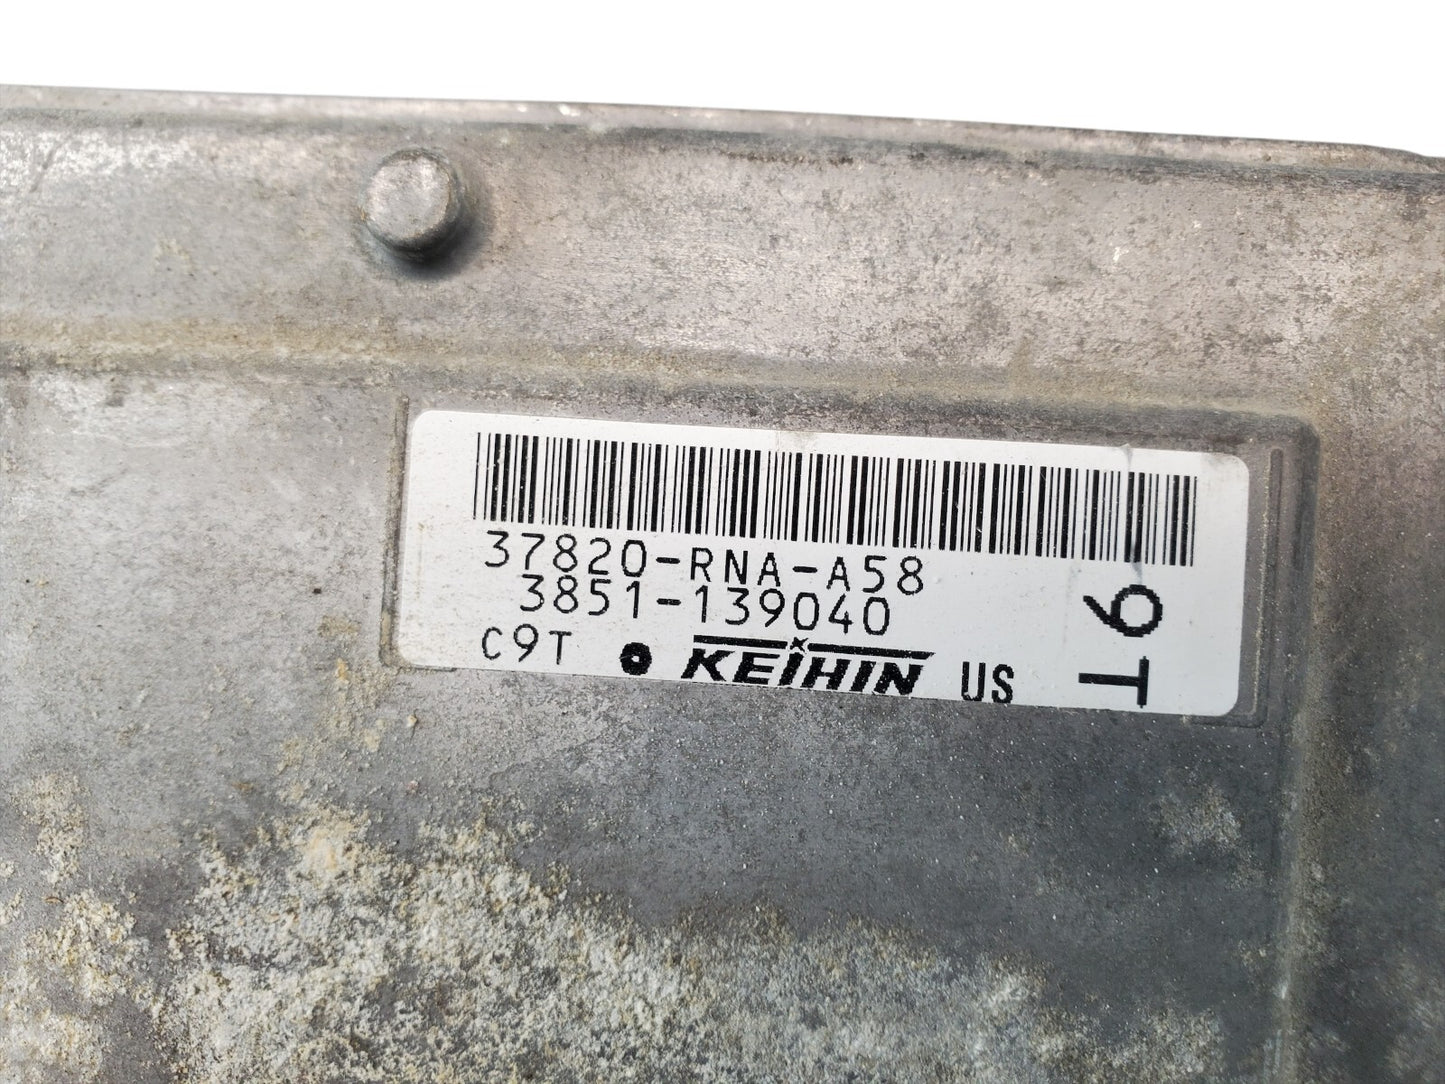 37820-RNA-A58
3851-139040
C9T KEIHIN US
9T